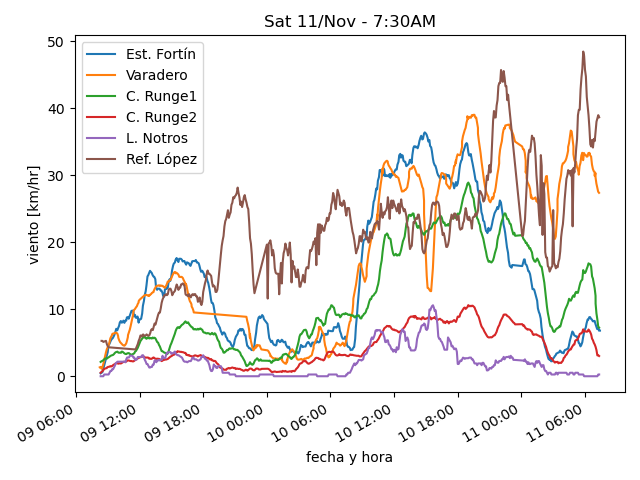 Sat 11/Nov - 7:30AM
50
40
30
20
10
0
viento [km/hr]
Est. Fortín
Varadero
C. Runge1
C. Runge2
L. Notros
Ref. López
09 06:00
09 12:00
09 18:00
10 00:00
10 06:00
10 12:00
10 18:00
11 00:00
11 06:00
fecha y hora